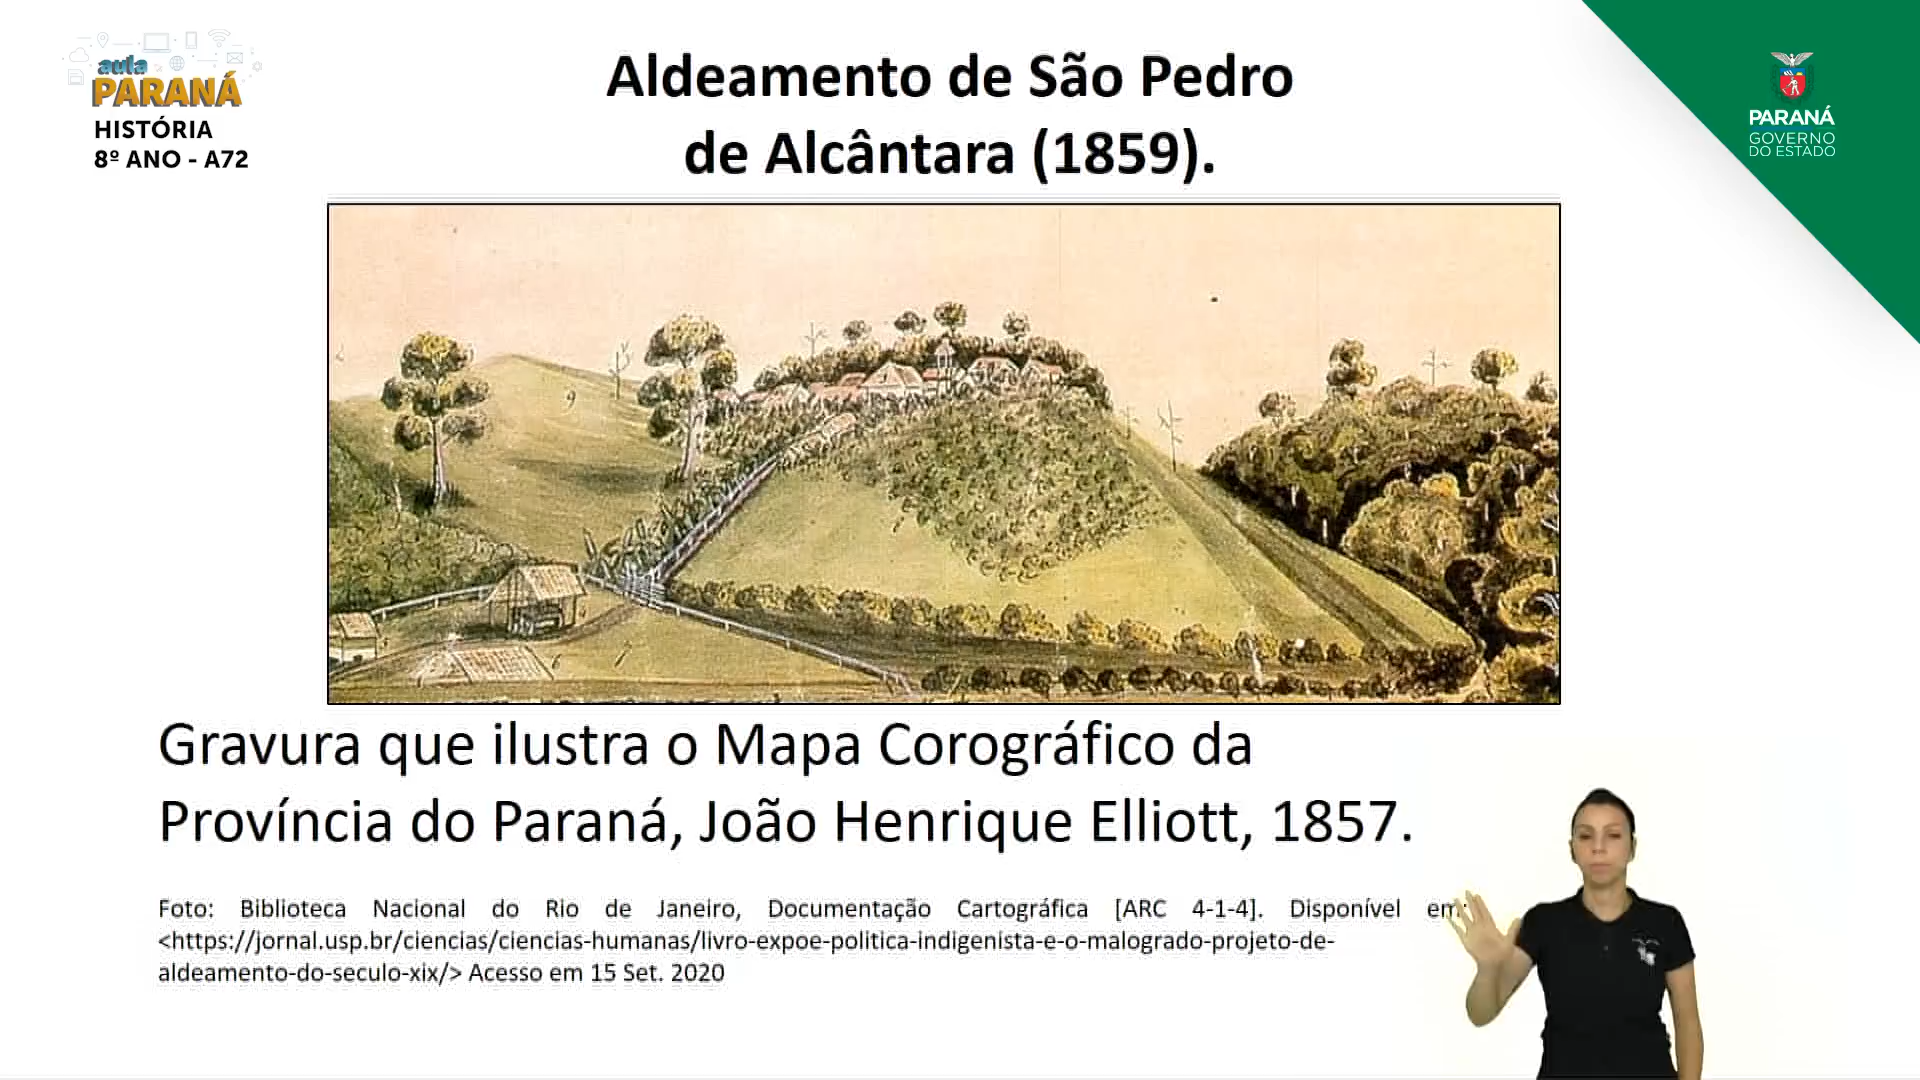 aula
PARANÁ
HISTÓRIA
8º ANO - A72
Aldeamento de São Pedro
de Alcântara (1859).
PARANÁ
GOVERNO
DO ESTADO
Gravura que ilustra o Mapa Corográfico da
Província do Paraná, João Henrique Elliott, 1857.
Foto: Biblioteca Nacional do Rio de Janeiro, Documentação Cartográfica [ARC 4-1-4]. Disponível em:
<https://jornal.usp.br/ciencias/ciencias-humanas/livro-expoe-politica-indigenista-e-o-malogrado-projeto-de-
aldeamento-do-seculo-xix/> Acesso em 15 Set. 2020